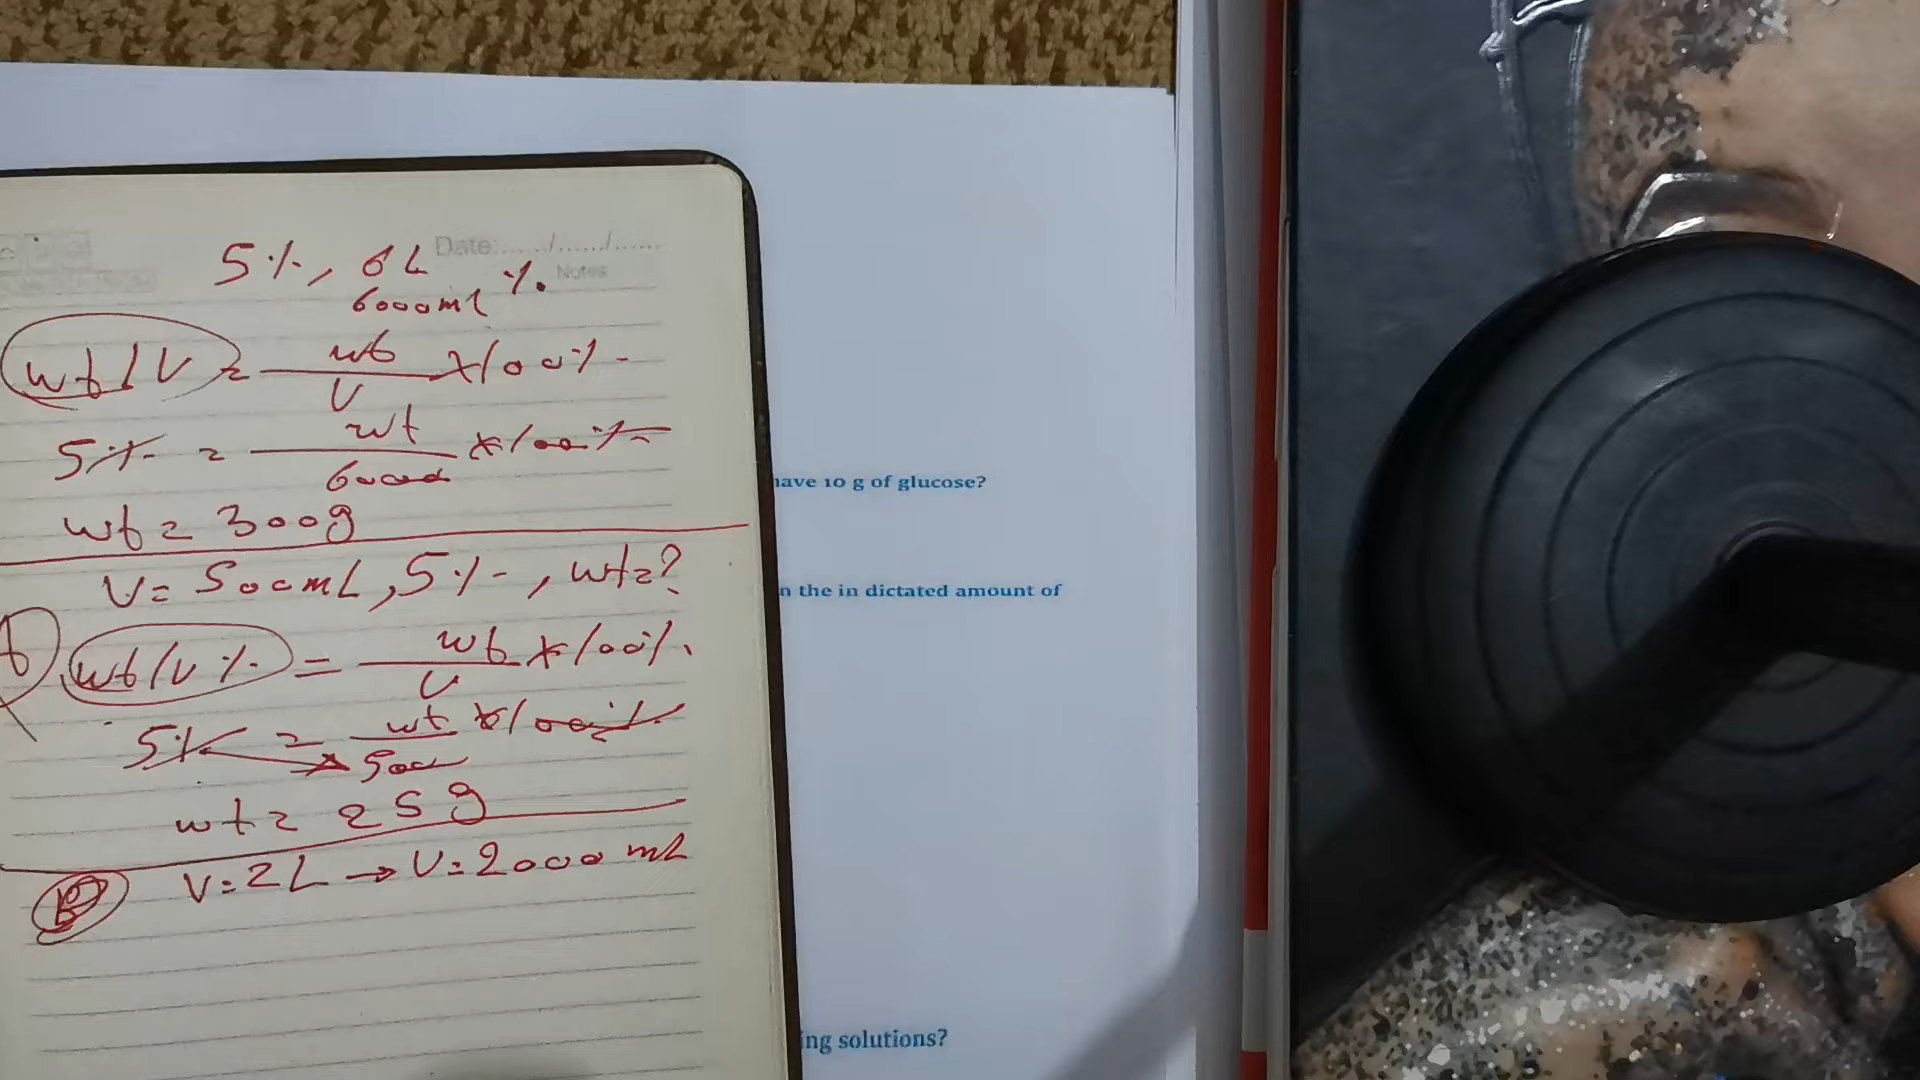 Date:....../....../......
5%, 6L
Notes
6000ml %.
wt/V = wt/V ×100%
5% = wt/6000 ×100%
wt = 300g
V= 500mL, 5%, wt=?
wt/v% = wt/V ×100%
5% = wt/500 ×100%
wt = 25g
b V=2L → V=2000 mL
have 10 g of glucose?
the in dictated amount of
solutions?